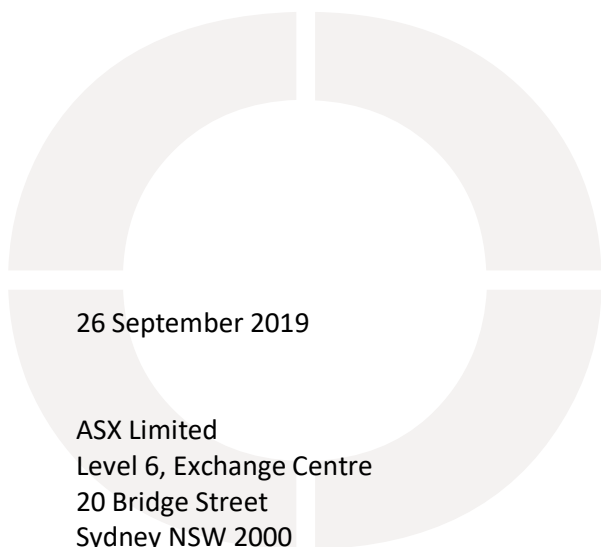 26 September 2019
ASX Limited
Level 6, Exchange Centre
20 Bridge Street
Sydney NSW 2000